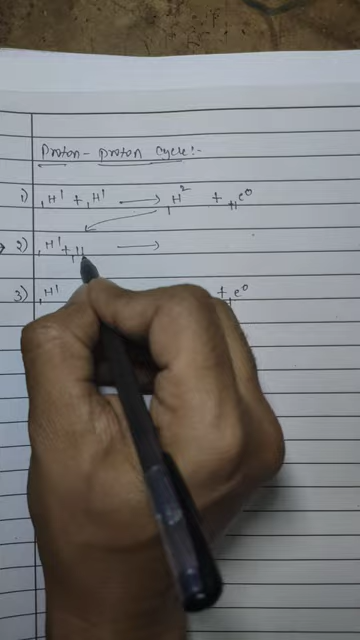 Proton - Proton Cycle :-
1) ₁H¹ + ₁H¹ ⟶ ₁H² + ₊₁e⁰
2) ₁H¹ + ₁H ⟶
3) ₁H¹ + ₁e⁰